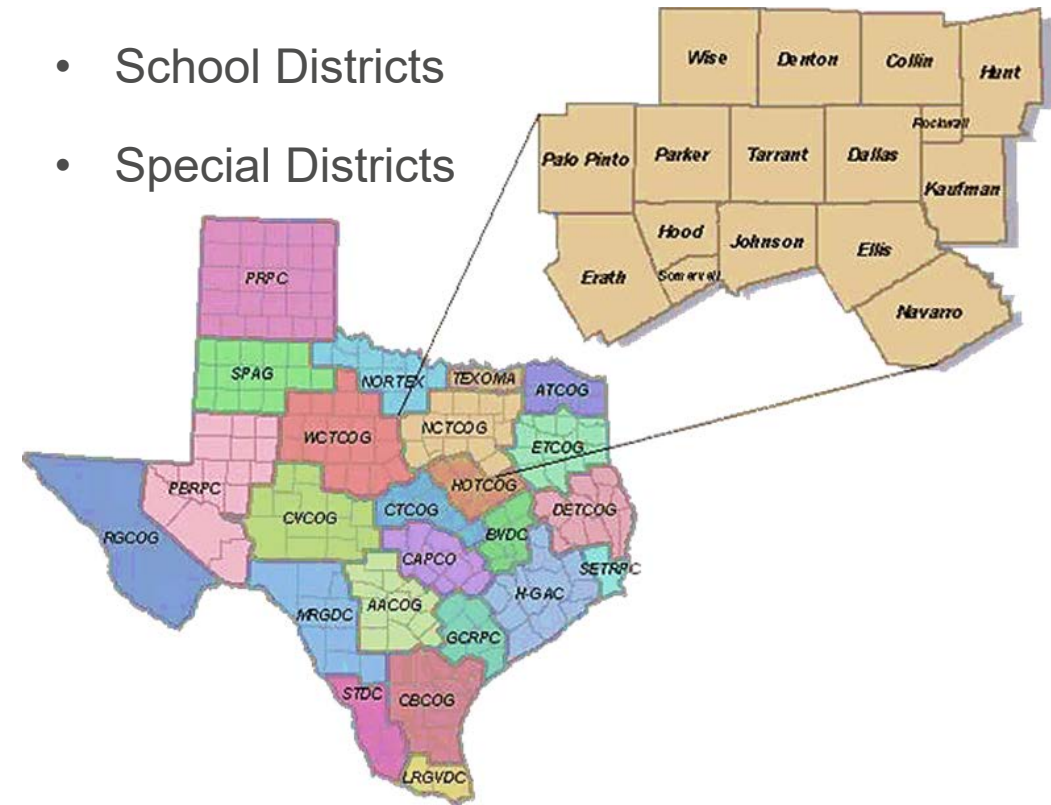 • School Districts
• Special Districts
Wise Denton Collin Hunt
Rockwall
Palo Pinto Parker Tarrant Dallas
Kaufman
Hood Johnson Ellis
Erath Somervell
Navarro
PRPC
SPAG NORTEX TEXOMA ATCOG
WCTCOG NCTCOG ETCOG
PBRPC HOTCOG
RGCOG CVCOG CTCOG BVDC DETCOG
CAPCO SETRPC
MRGDC AACOG H-GAC
GCRPC
STDC CBCOG
LRGVDC